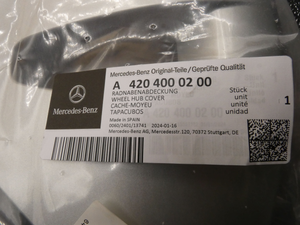 Mercedes-Benz Original-Teile/Geprüfte Qualität
A 420 400 02 00
RADNABENABDECKUNG
WHEEL HUB COVER
CACHE-MOYEU
TAPACUBOS
Stück
unit
unité
unidad
1
Mercedes-Benz
Made in SPAIN
2024-01-16
Mercedes-Benz AG, Mercedesstr.120, 70372 Stuttgart, DE